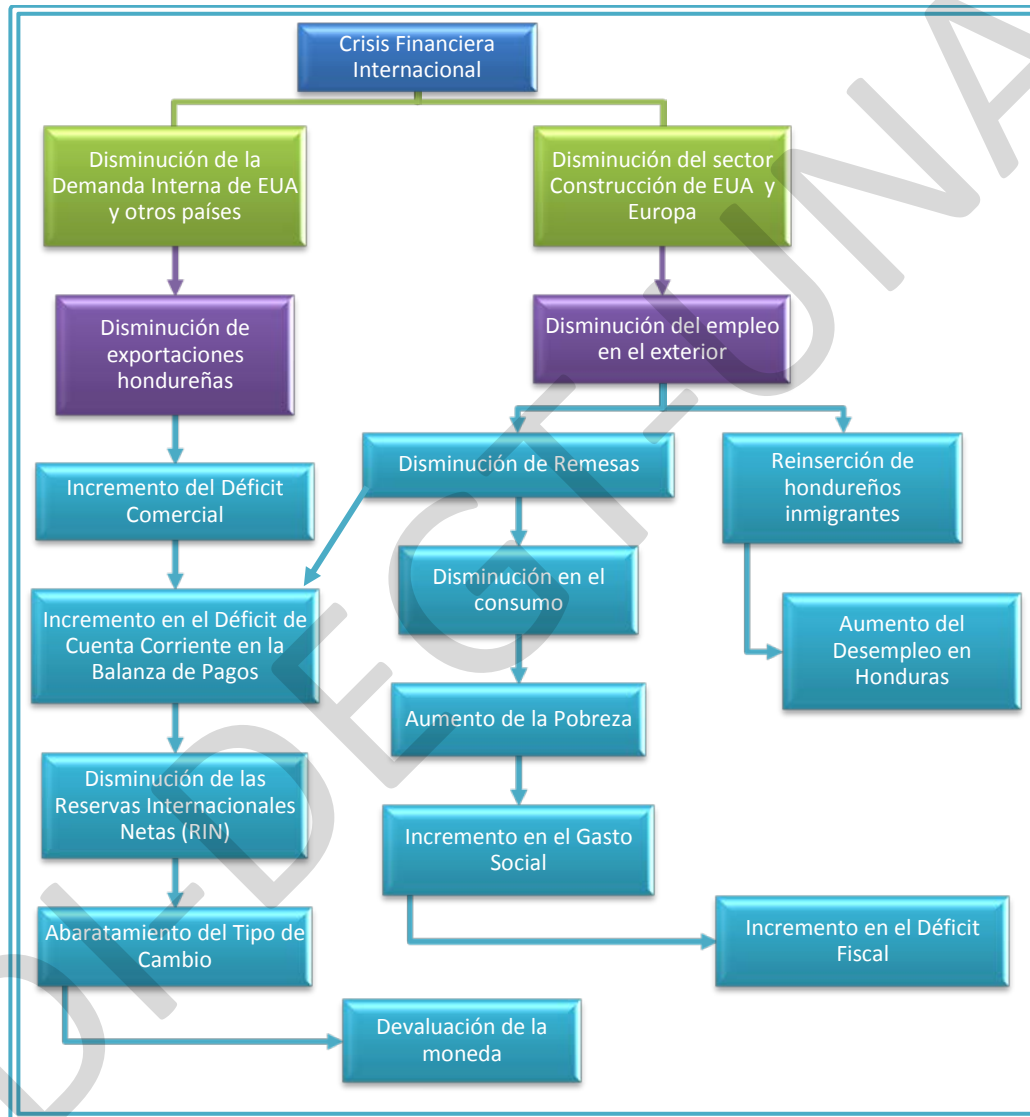 Crisis Financiera
Internacional
Disminución de la
Demanda Interna de EUA
y otros países
Disminución del sector
Construcción de EUA y
Europa
Disminución de
exportaciones
hondureñas
Disminución del empleo
en el exterior
Incremento del Déficit
Comercial
Disminución de Remesas
Reinserción de
hondureños
inmigrantes
Incremento en el Déficit de
Cuenta Corriente en la
Balanza de Pagos
Disminución en el
consumo
Aumento del
Desempleo en
Honduras
Aumento de la Pobreza
Disminución de las
Reservas Internacionales
Netas (RIN)
Incremento en el Gasto
Social
Abaratamiento del Tipo de
Cambio
Incremento en el Déficit
Fiscal
Devaluación de la
moneda
DI-DEGT-UNA